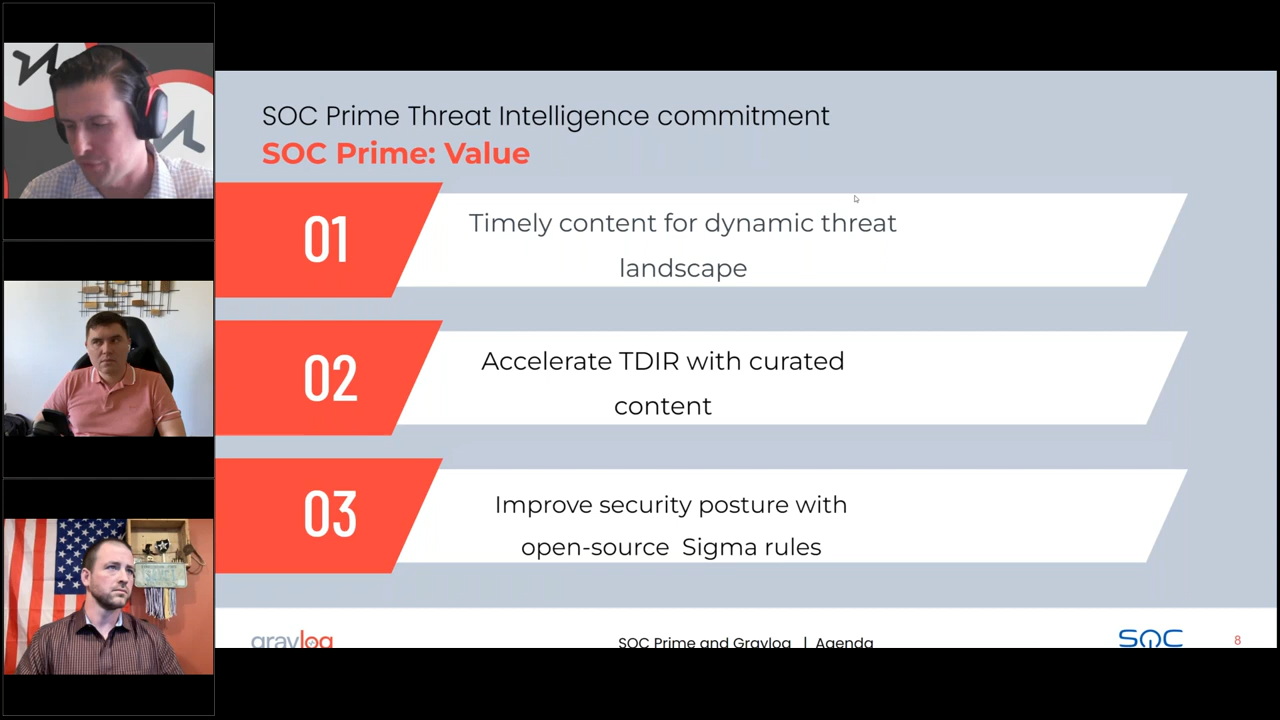 SOC Prime Threat Intelligence commitment
SOC Prime: Value
01
Timely content for dynamic threat
landscape
02
Accelerate TDIR with curated
content
03
Improve security posture with
open-source  Sigma rules
graylog
SOC Prime and Graylog  | Agenda
SOC
8